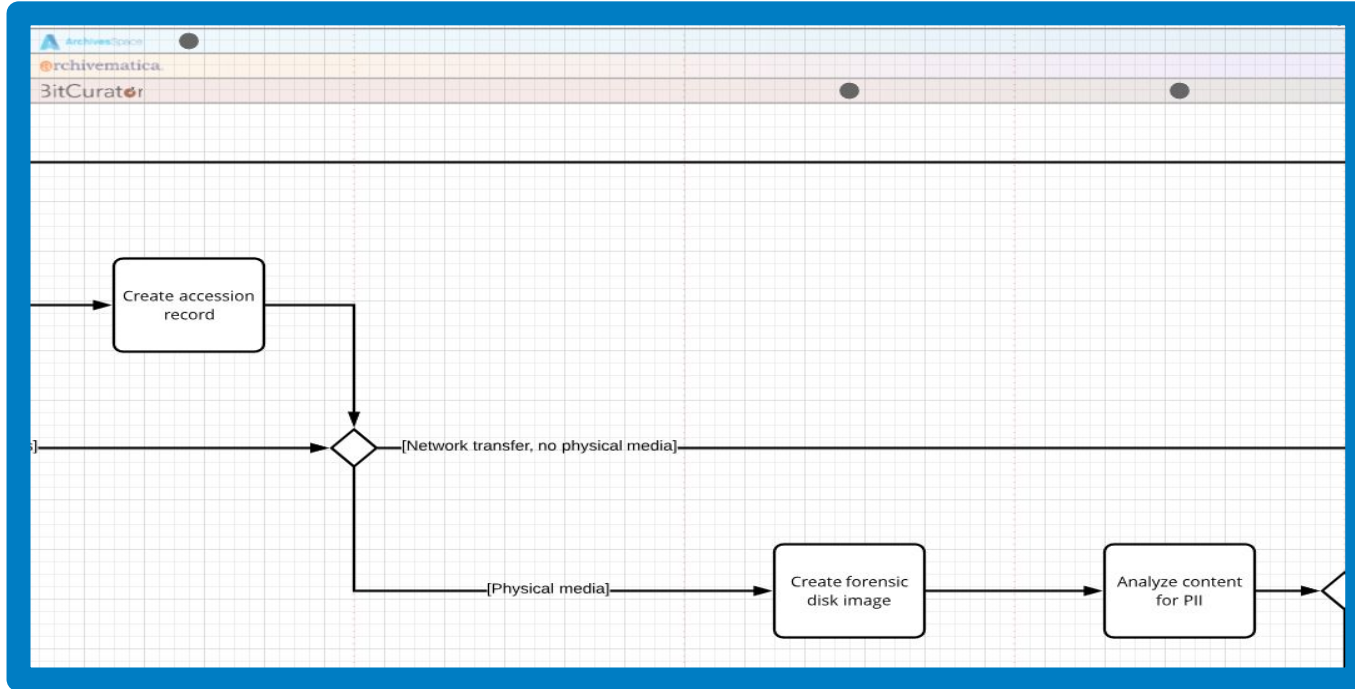 ArchivesSpace
archivematica
BitCurator
Create accession
record
[Network transfer, no physical media]
[Physical media]
Create forensic
disk image
Analyze content
for PII